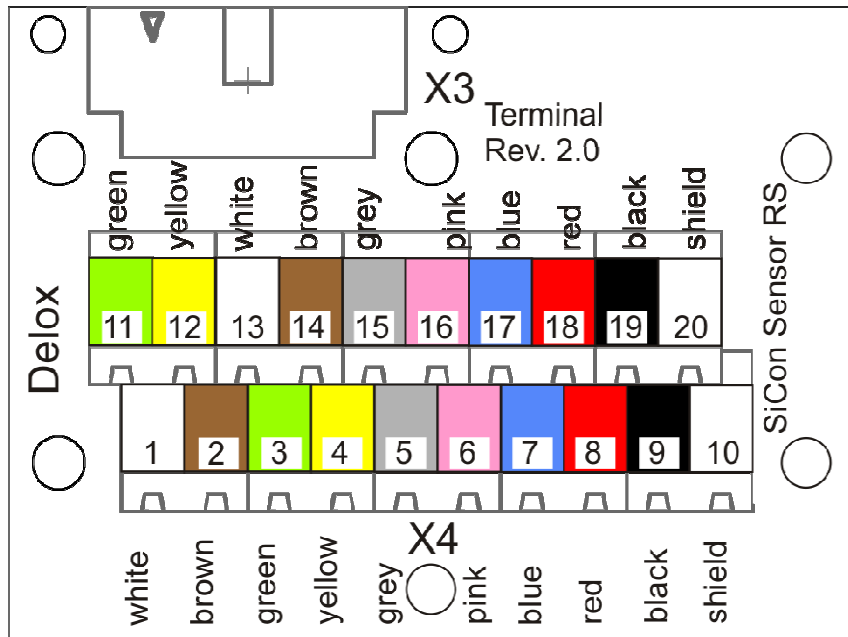 X3
Terminal
Rev. 2.0
green yellow white brown grey pink blue red black shield
Delox
SiCon Sensor RS
11 12 13 14 15 16 17 18 19 20
1 2 3 4 5 6 7 8 9 10
X4
white brown green yellow grey pink blue red black shield